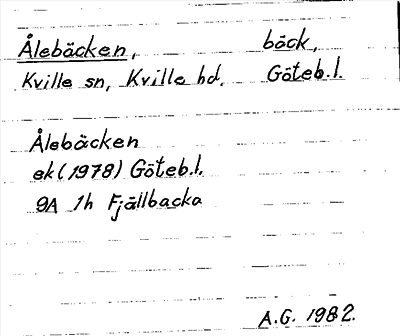 Ålebäcken, bäck,
Kville sn, Kville hd. Göteb.l.
Ålebäcken
ek (1978) Göteb.l.
9A 1h Fjällbacka
A.G. 1982.